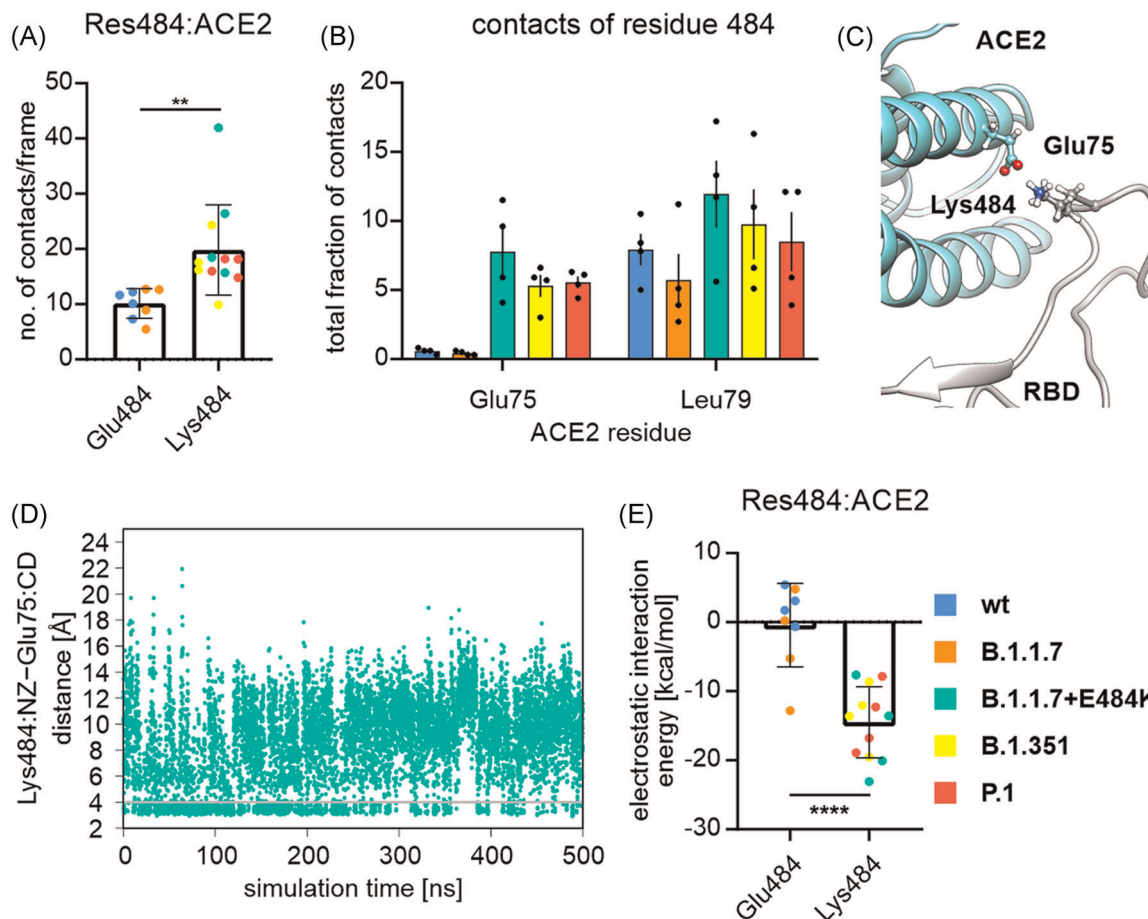 (A)
Res484:ACE2
no. of contacts/frame
50
40
30
20
10
0
**
Glu484
Lys484
(B)
contacts of residue 484
total fraction of contacts
20
15
10
5
0
Glu75
Leu79
ACE2 residue
(C)
ACE2
Glu75
Lys484
RBD
(D)
Lys484:NZ–Glu75:CD
distance [Å]
24
22
20
18
16
14
12
10
8
6
4
2
0
100
200
300
400
500
simulation time [ns]
(E)
Res484:ACE2
electrostatic interaction
energy [kcal/mol]
10
0
-10
-20
-30
****
Glu484
Lys484
wt
B.1.1.7
B.1.1.7+E484K
B.1.351
P.1